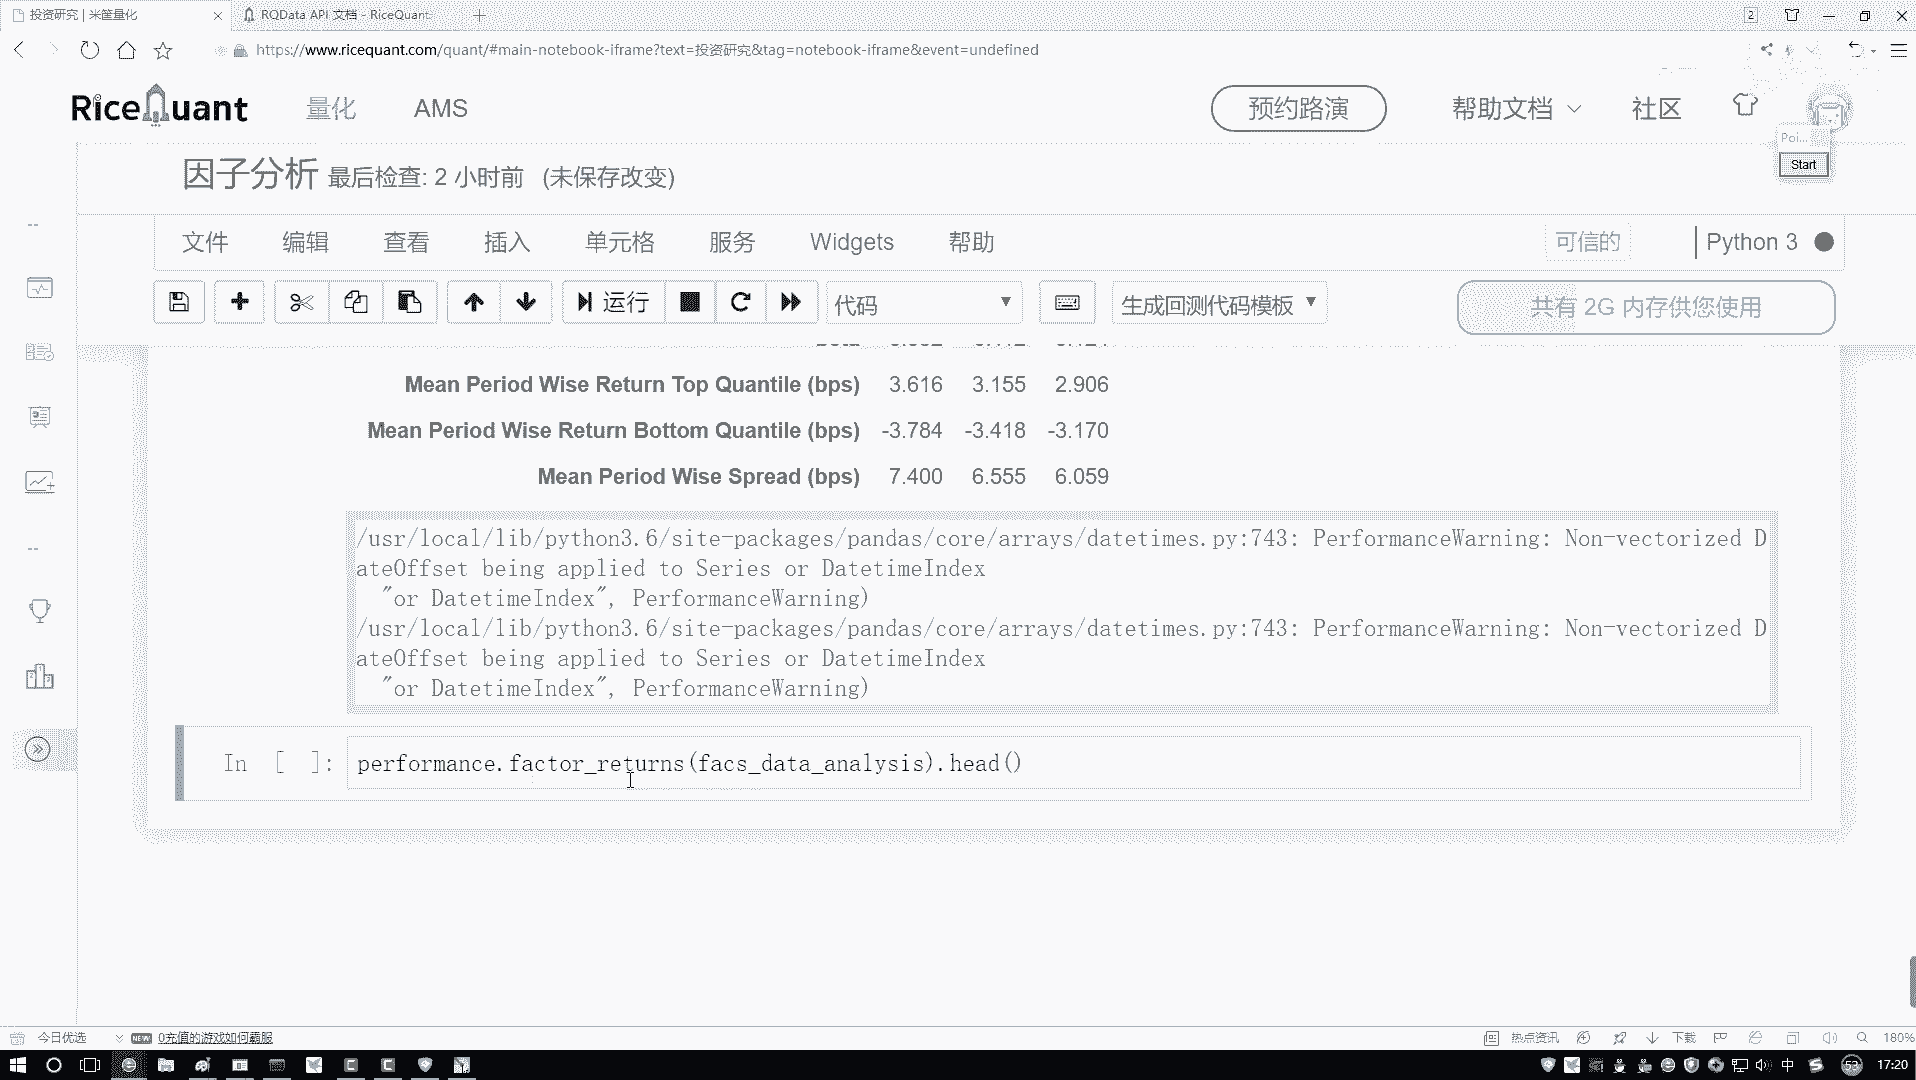 投资研究 | 米筐量化
RQData API 文档 - RiceQuant
2
https://www.ricequant.com/quant/#main-notebook-iframe?text=投资研究&tag=notebook-iframe&event=undefined
RiceQuant
量化
AMS
预约路演
帮助文档
社区
Poi...
Start
因子分析 最后检查: 2 小时前 (未保存改变)
文件 编辑 查看 插入 单元格 服务 Widgets 帮助
可信的
Python 3
运行
代码
生成回测代码模板
共有 2G 内存供您使用
Mean Period Wise Return Top Quantile (bps) 3.616 3.155 2.906
Mean Period Wise Return Bottom Quantile (bps) -3.784 -3.418 -3.170
Mean Period Wise Spread (bps) 7.400 6.555 6.059
/usr/local/lib/python3.6/site-packages/pandas/core/arrays/datetimes.py:743: PerformanceWarning: Non-vectorized D
ateOffset being applied to Series or DatetimeIndex
"or DatetimeIndex", PerformanceWarning)
/usr/local/lib/python3.6/site-packages/pandas/core/arrays/datetimes.py:743: PerformanceWarning: Non-vectorized D
ateOffset being applied to Series or DatetimeIndex
"or DatetimeIndex", PerformanceWarning)
In [ ]: performance.factor_returns(facs_data_analysis).head()
今日优选
NEW 0充值的游戏如何霸服
热点资讯
下载
180%
中
53
17:20